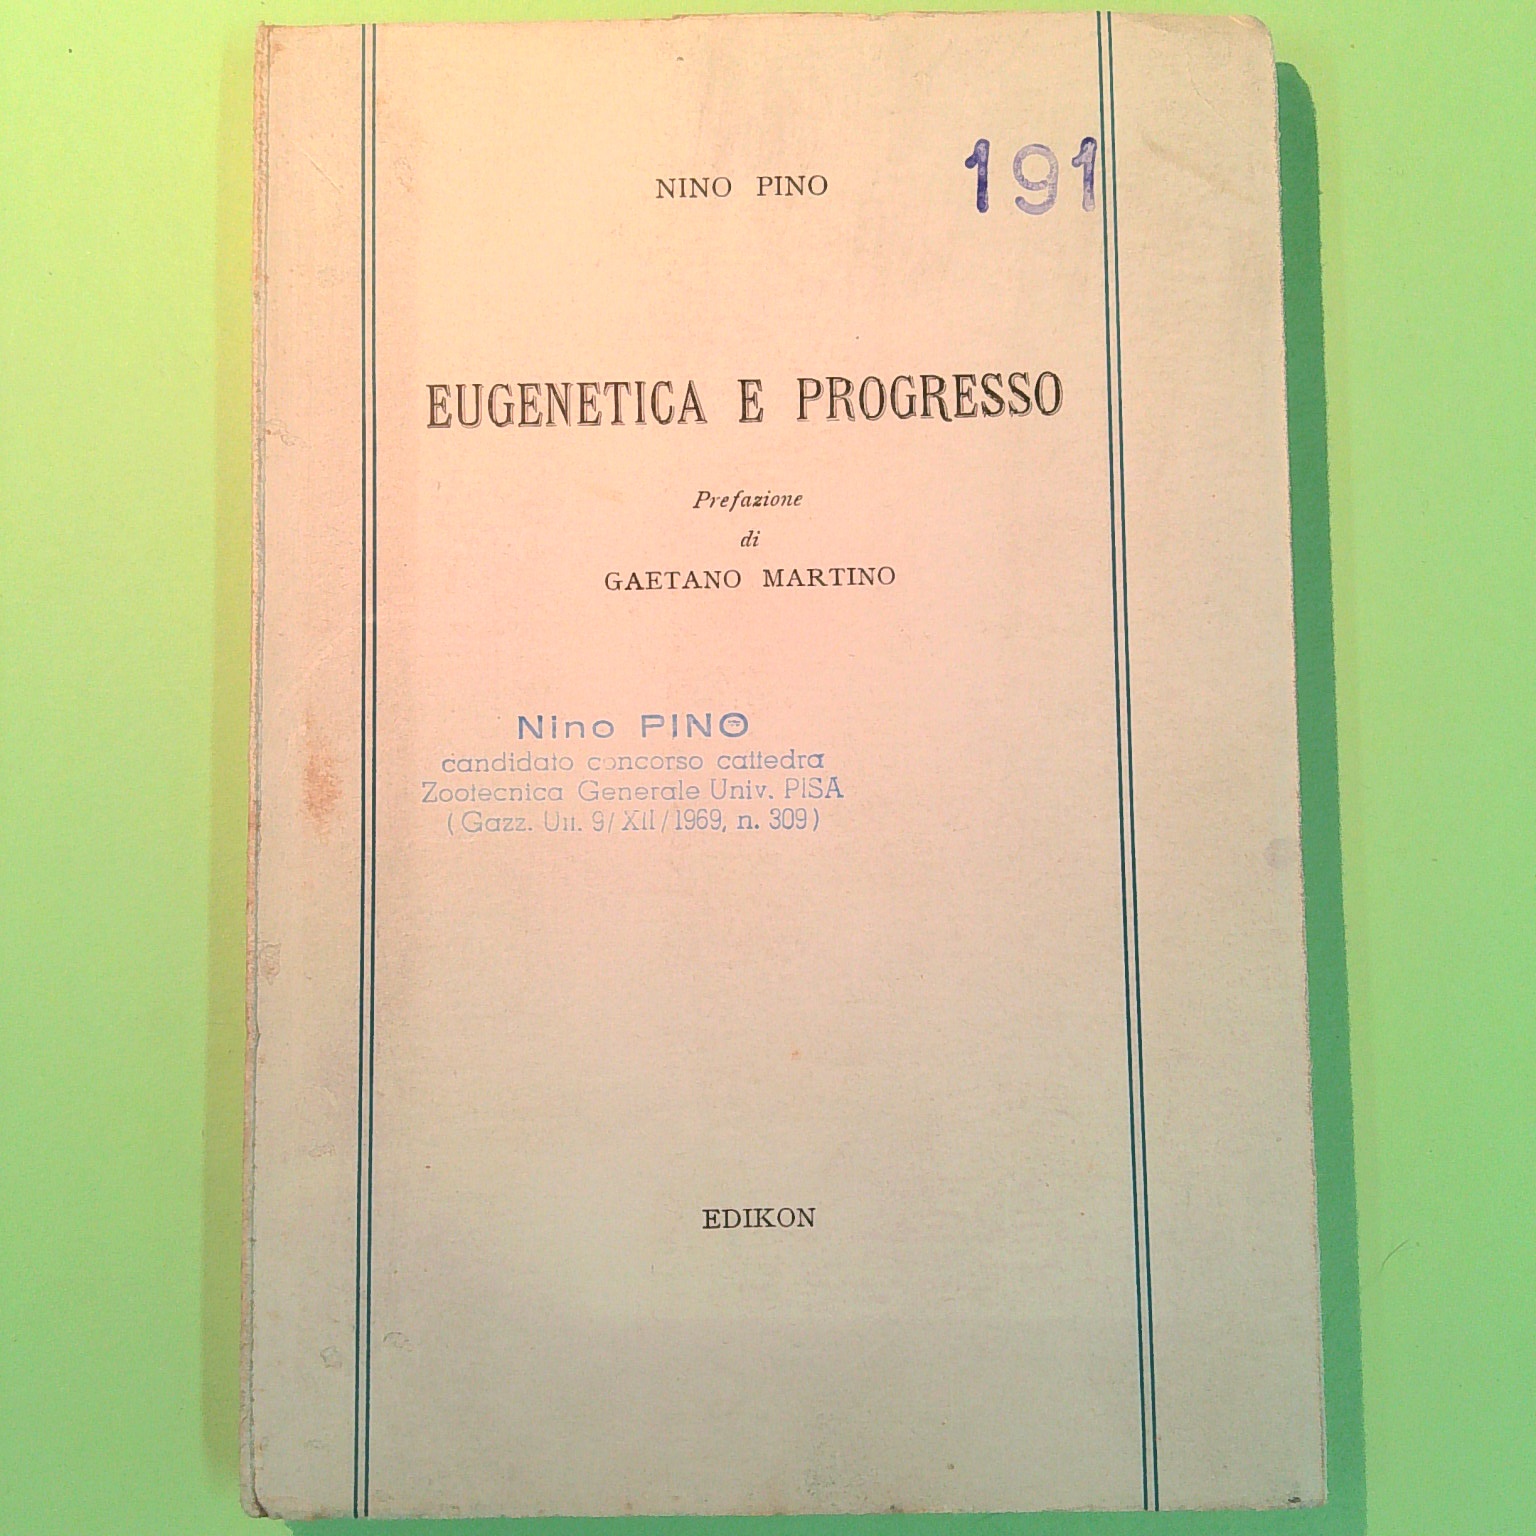 NINO PINO
191
EUGENETICA E PROGRESSO
Prefazione
di
GAETANO MARTINO
Nino PINO
candidato concorso cattedra
Zootecnica Generale Univ. PISA
(Gazz. Uff. 9/XII/1969, n. 309)
EDIKON